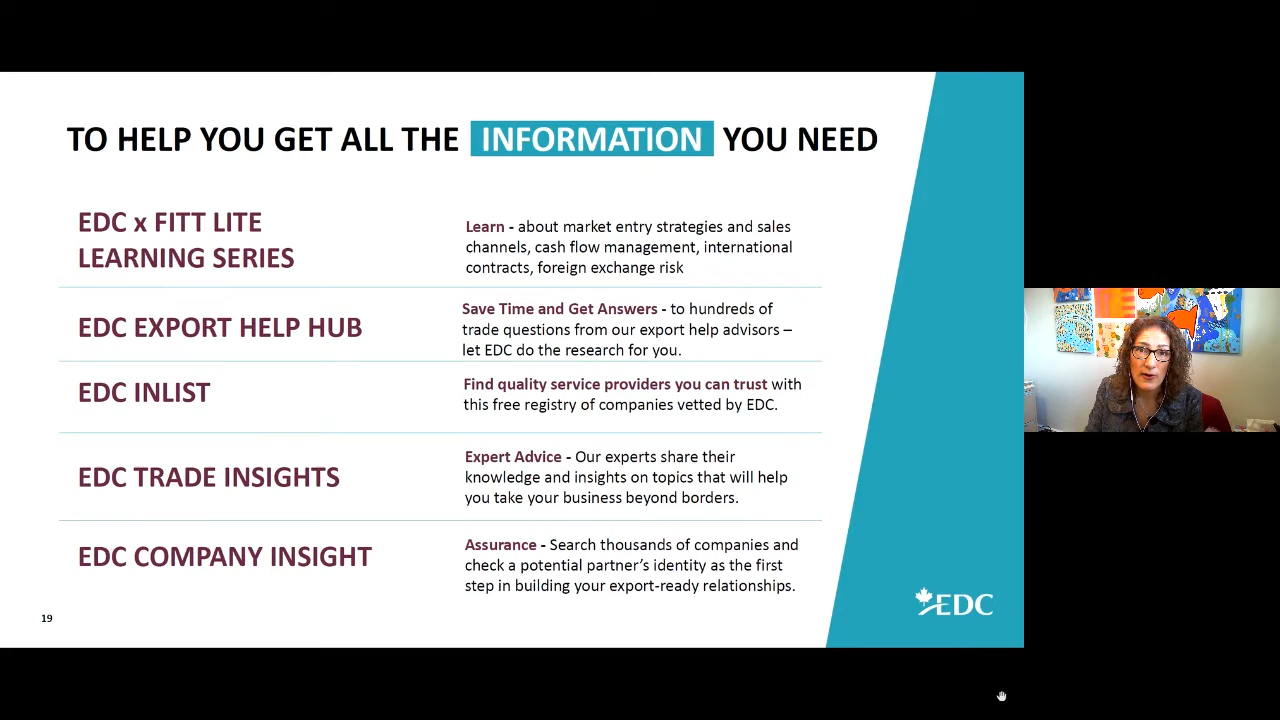 TO HELP YOU GET ALL THE INFORMATION YOU NEED
EDC x FITT LITE
LEARNING SERIES
Learn - about market entry strategies and sales
channels, cash flow management, international
contracts, foreign exchange risk
EDC EXPORT HELP HUB
Save Time and Get Answers - to hundreds of
trade questions from our export help advisors –
let EDC do the research for you.
EDC INLIST
Find quality service providers you can trust with
this free registry of companies vetted by EDC.
EDC TRADE INSIGHTS
Expert Advice - Our experts share their
knowledge and insights on topics that will help
you take your business beyond borders.
EDC COMPANY INSIGHT
Assurance - Search thousands of companies and
check a potential partner's identity as the first
step in building your export-ready relationships.
19
EDC